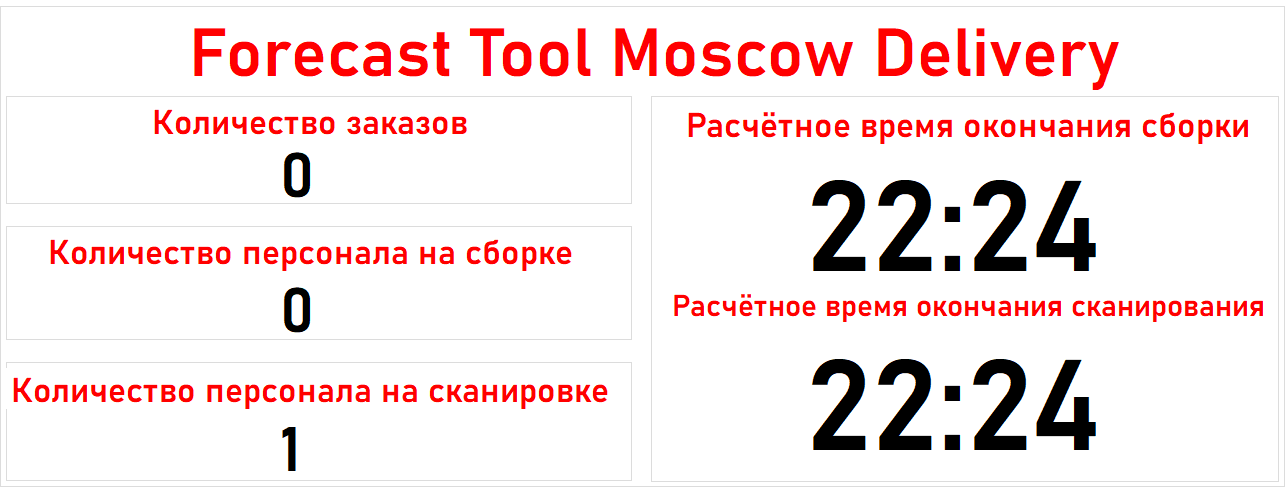 Forecast Tool Moscow Delivery
Количество заказов
0
Количество персонала на сборке
0
Количество персонала на сканировке
1
Расчётное время окончания сборки
22:24
Расчётное время окончания сканирования
22:24